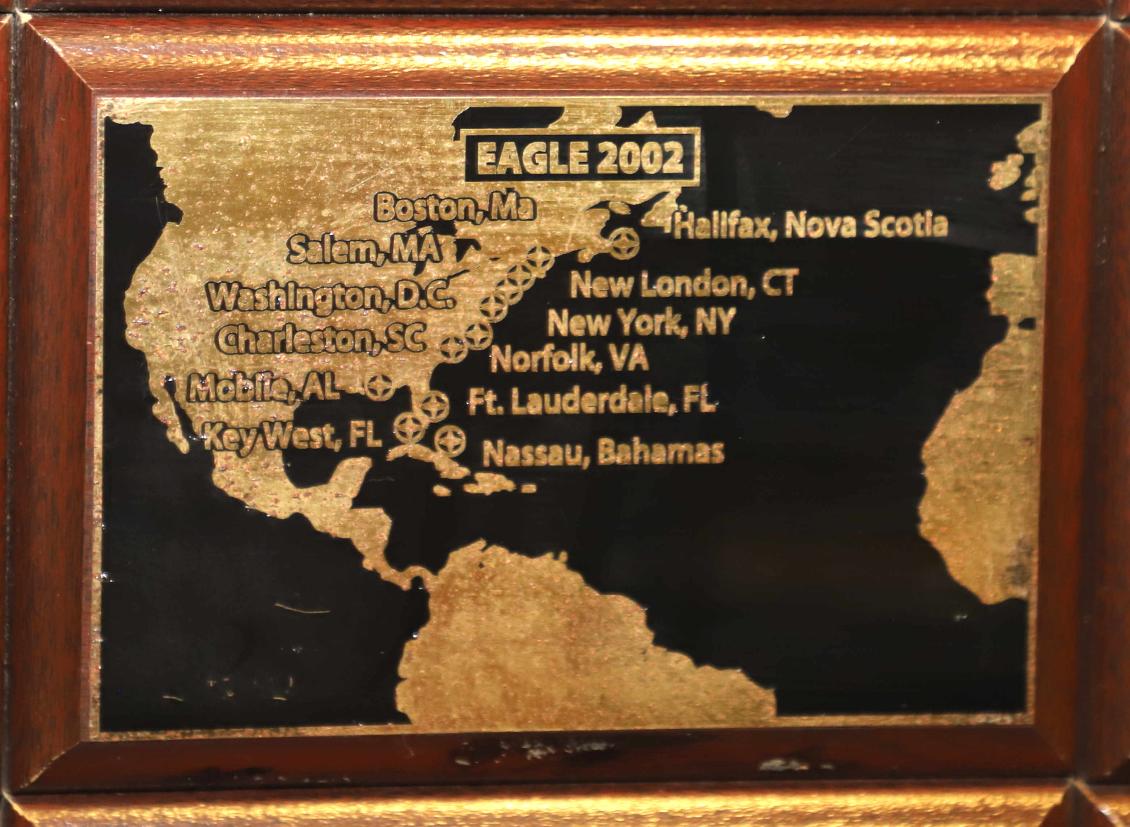 EAGLE 2002
Boston, Ma
Halifax, Nova Scotia
Salem, MA
New London, CT
Washington, D.C.
New York, NY
Charleston, SC
Norfolk, VA
Mobile, AL
Ft. Lauderdale, FL
Key West, FL
Nassau, Bahamas